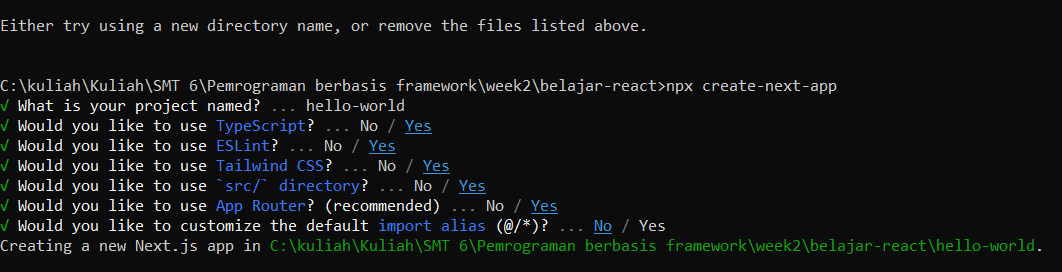 Either try using a new directory name, or remove the files listed above.
C:\kuliah\Kuliah\SMT 6\Pemrograman berbasis framework\week2\belajar-react>npx create-next-app
√ What is your project named? ... hello-world
√ Would you like to use TypeScript? ... No / Yes
√ Would you like to use ESLint? ... No / Yes
√ Would you like to use Tailwind CSS? ... No / Yes
√ Would you like to use `src/` directory? ... No / Yes
√ Would you like to use App Router? (recommended) ... No / Yes
√ Would you like to customize the default import alias (@/*)? ... No / Yes
Creating a new Next.js app in C:\kuliah\Kuliah\SMT 6\Pemrograman berbasis framework\week2\belajar-react\hello-world.